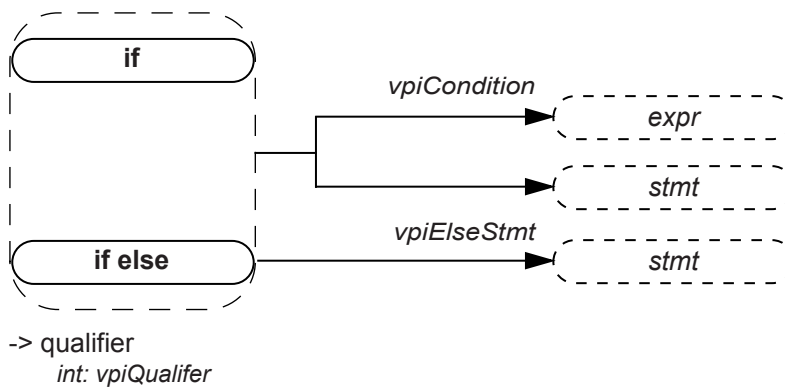 if
vpiCondition
expr
stmt
vpiElseStmt
if else
stmt
-> qualifier
int: vpiQualifer